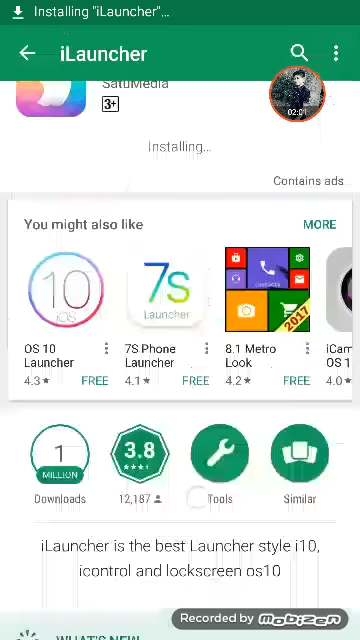 Installing "iLauncher"...
iLauncher
SatuMedia
3+
02:01
Installing...
Contains ads
You might also like
MORE
10
iOS
7s
Launcher
Contacts
2017
OS 10
Launcher
4.3★ FREE
7S Phone
Launcher
4.1★ FREE
8.1 Metro
Look
4.2★ FREE
iCam
OS 1
4.0★
1
MILLION
Downloads
3.8
12,187
Tools
Similar
iLauncher is the best Launcher style i10,
icontrol and lockscreen os10
WHAT'S NEW
Recorded by Mobizen